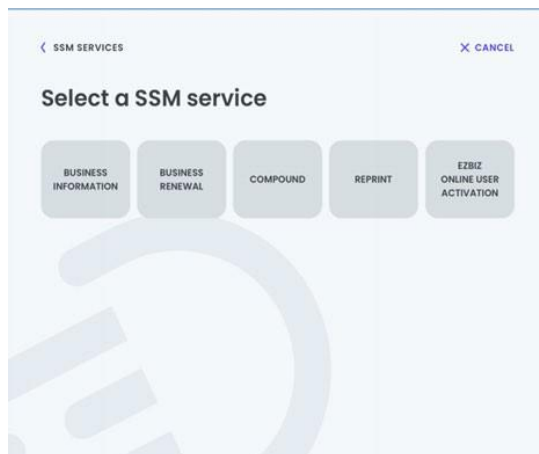 SSM SERVICES
CANCEL
Select a SSM service
BUSINESS
INFORMATION
BUSINESS
RENEWAL
COMPOUND
REPRINT
EZBIZ
ONLINE USER
ACTIVATION